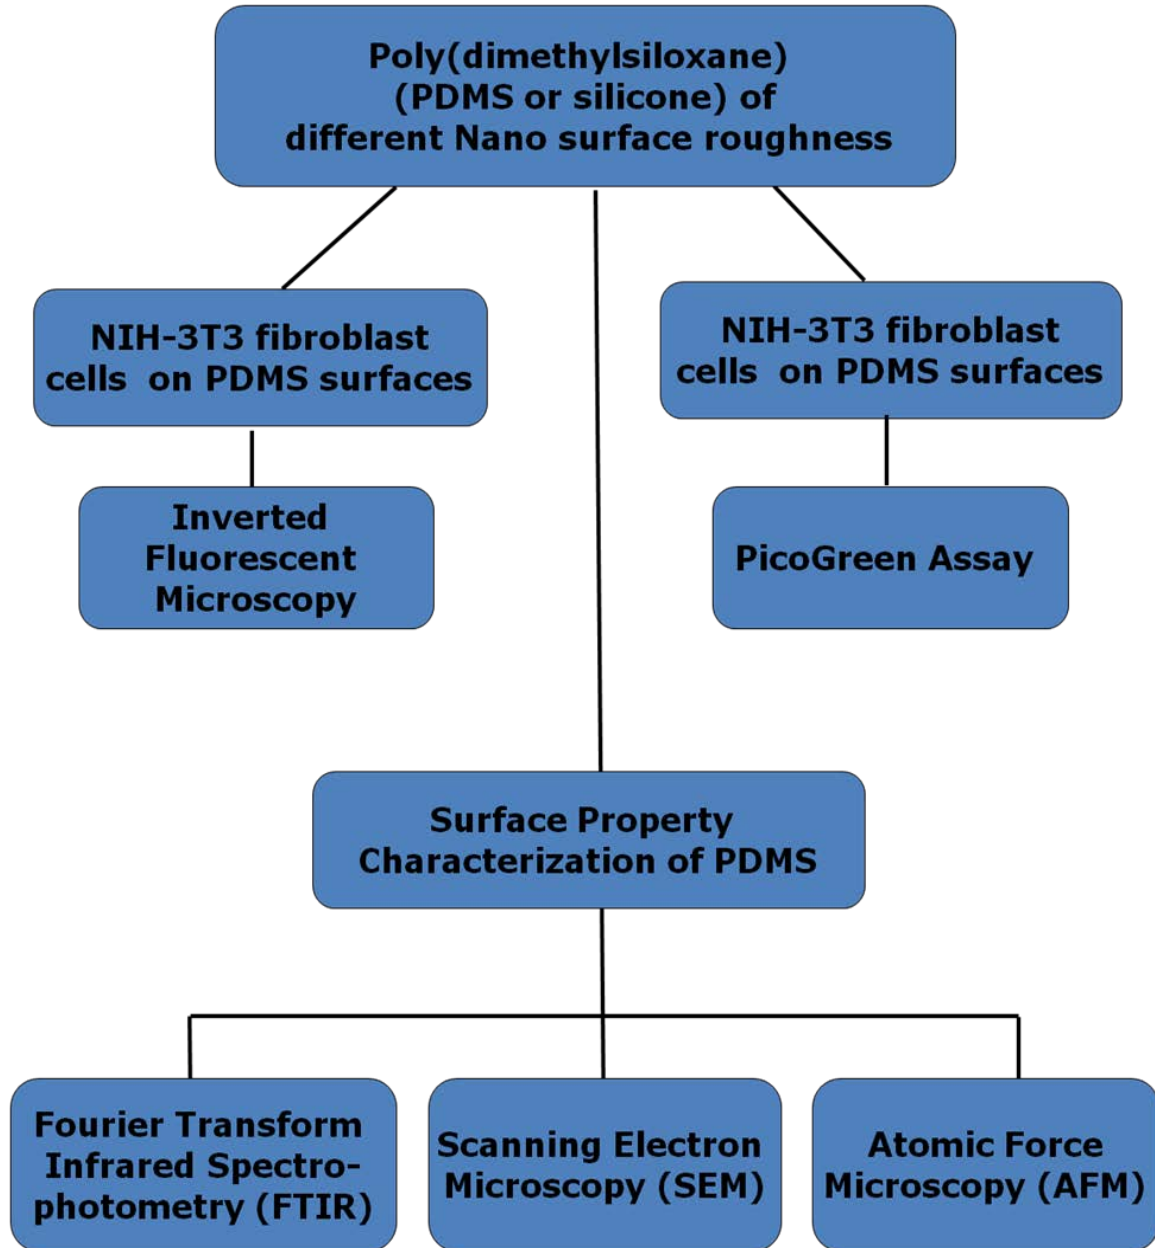 Poly(dimethylsiloxane)
(PDMS or silicone) of
different Nano surface roughness
NIH-3T3 fibroblast
cells on PDMS surfaces
NIH-3T3 fibroblast
cells on PDMS surfaces
Inverted
Fluorescent
Microscopy
PicoGreen Assay
Surface Property
Characterization of PDMS
Fourier Transform
Infrared Spectro-
photometry (FTIR)
Scanning Electron
Microscopy (SEM)
Atomic Force
Microscopy (AFM)